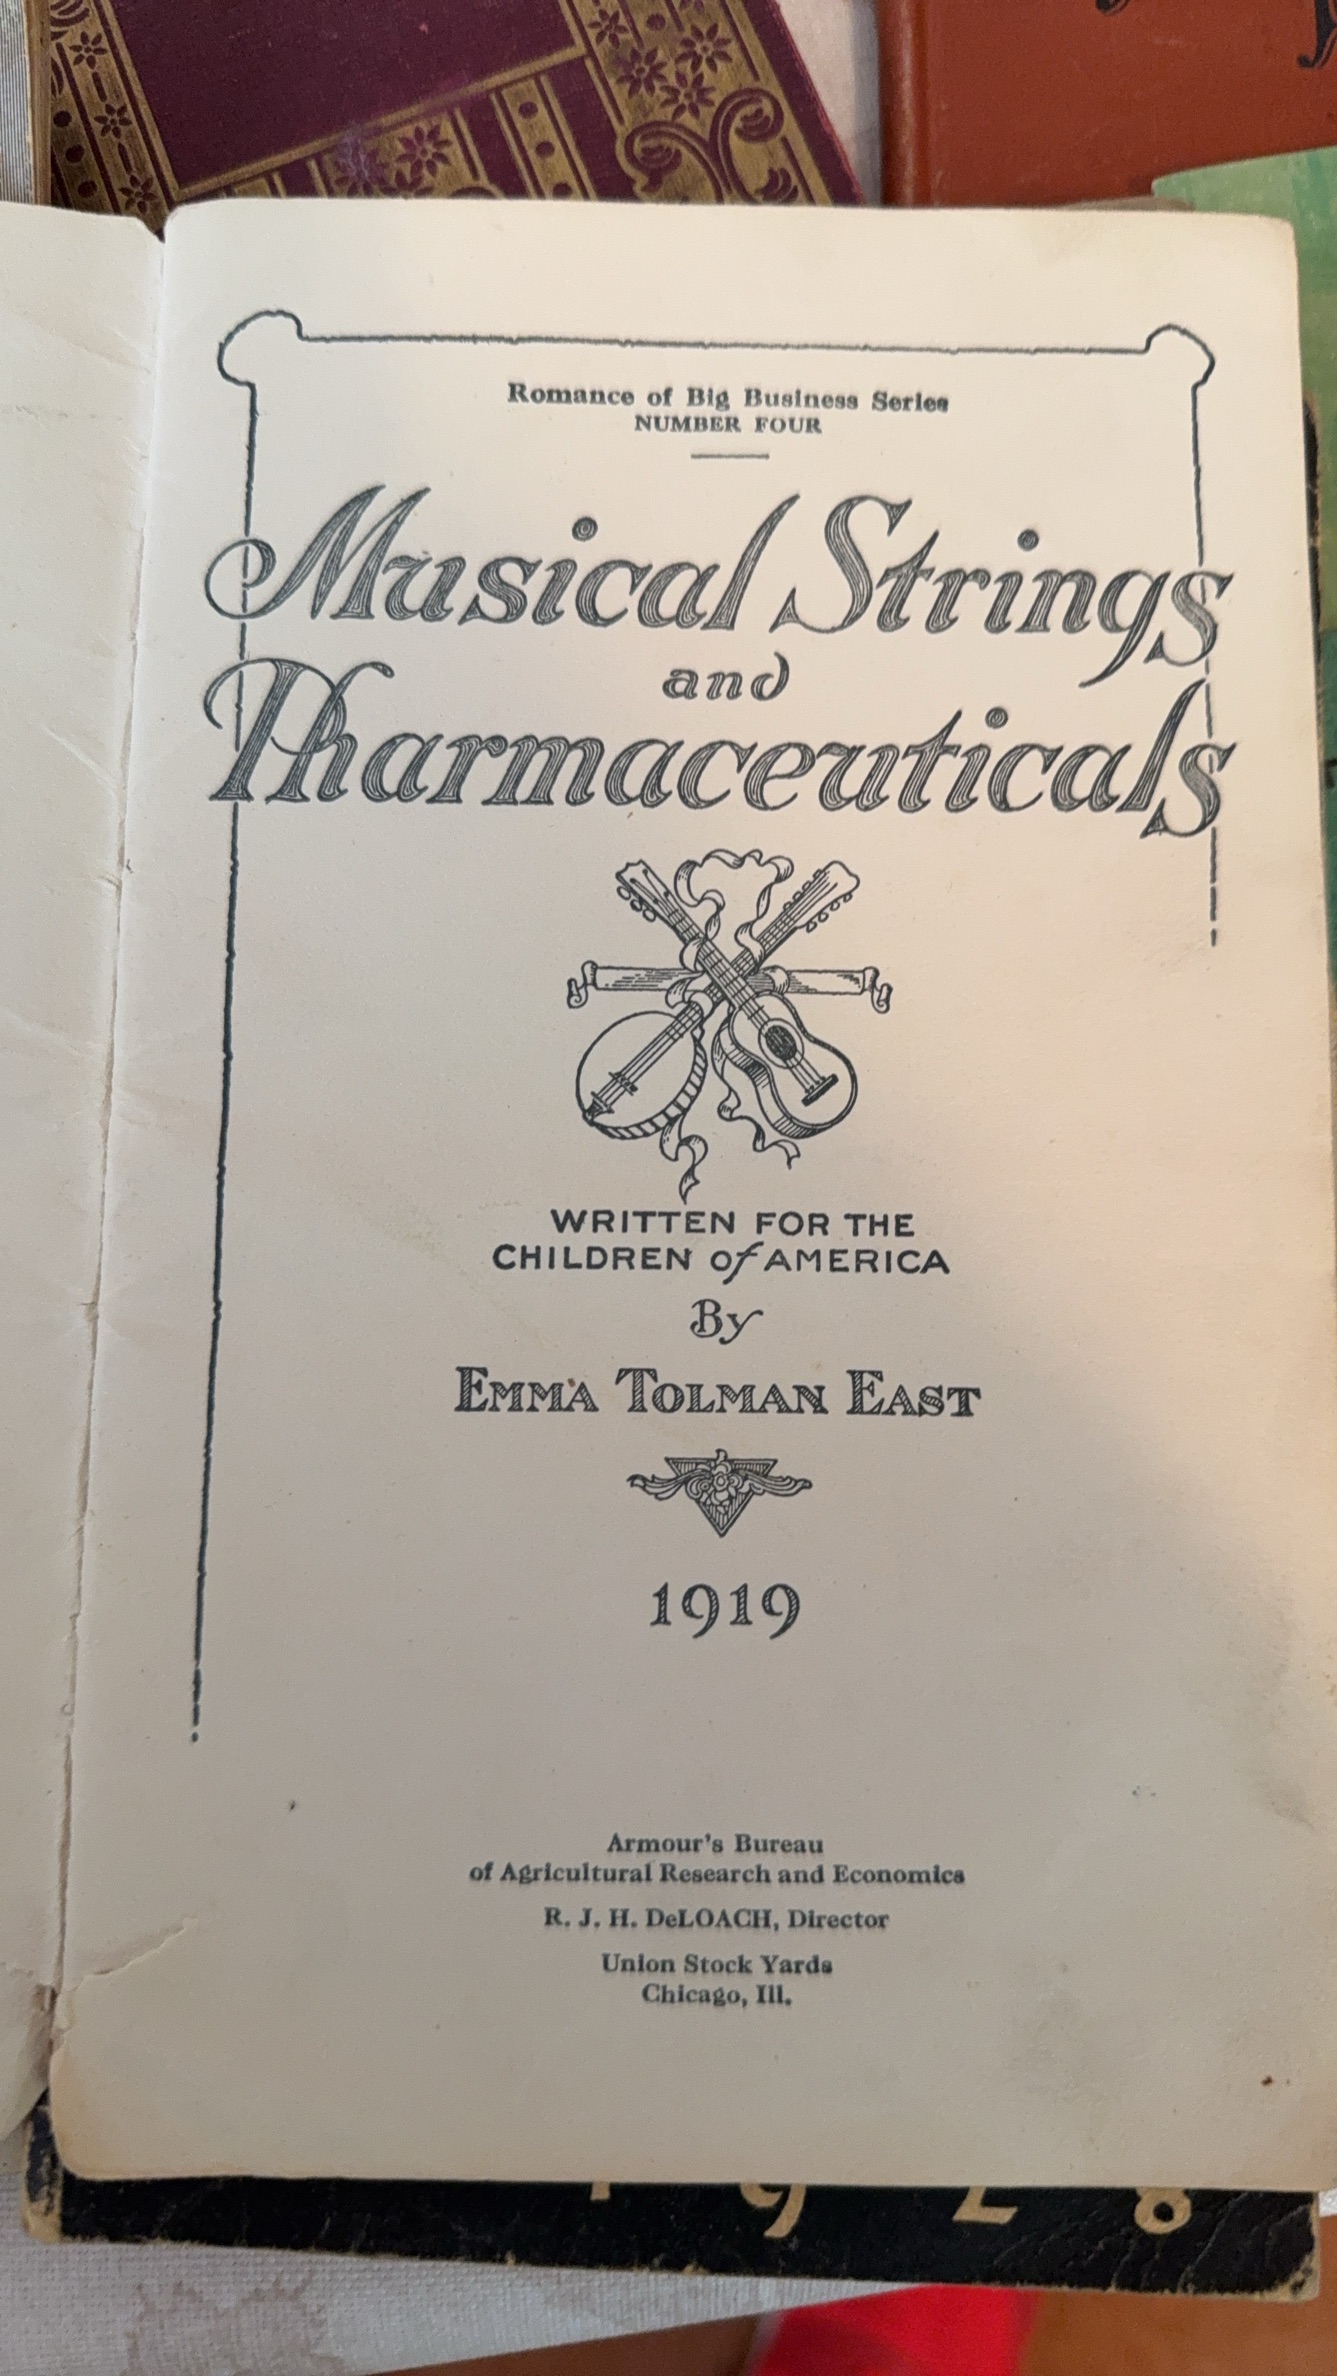 Romance of Big Business Series
NUMBER FOUR
Musical Strings
and
Pharmaceuticals
WRITTEN FOR THE
CHILDREN of AMERICA
By
EMMA TOLMAN EAST
1919
Armour's Bureau
of Agricultural Research and Economics
R. J. H. DeLOACH, Director
Union Stock Yards
Chicago, Ill.
1928